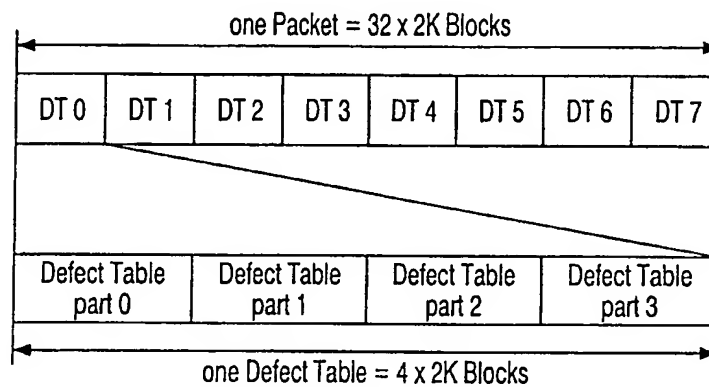 one Packet = 32 x 2K Blocks
DT 0 DT 1 DT 2 DT 3 DT 4 DT 5 DT 6 DT 7
Defect Table Defect Table Defect Table Defect Table
part 0 part 1 part 2 part 3
one Defect Table = 4 x 2K Blocks